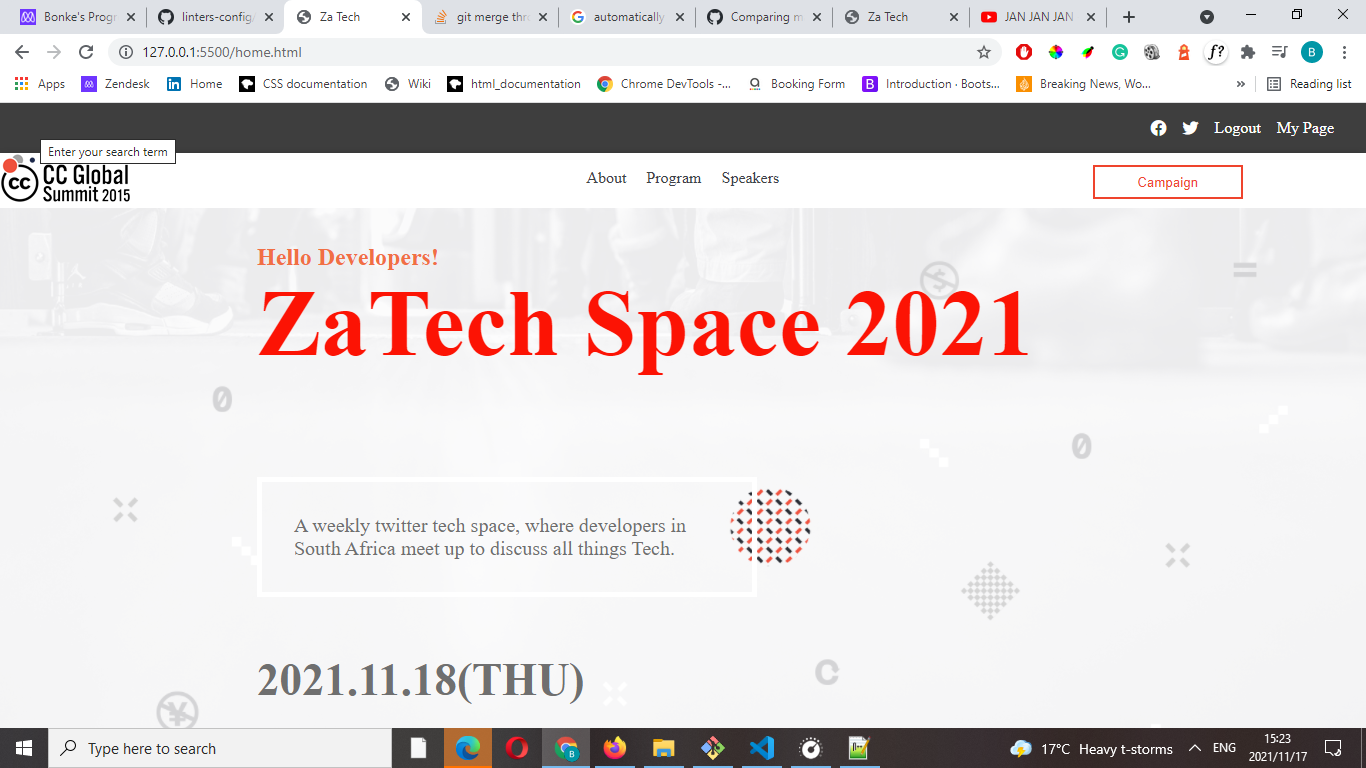 Bonke's Progr
linters-config/
Za Tech
git merge thro
automatically
Comparing m
Za Tech
JAN JAN JAN
127.0.0.1:5500/home.html
f?
B
Apps
Zendesk
Home
CSS documentation
Wiki
html_documentation
Chrome DevTools -...
Booking Form
B
Introduction · Boots...
Breaking News, Wo...
»
Reading list
Logout
My Page
Enter your search term
cc
CC Global
Summit 2015
About
Program
Speakers
Campaign
Hello Developers!
ZaTech Space 2021
A weekly twitter tech space, where developers in
South Africa meet up to discuss all things Tech.
2021.11.18(THU)
Type here to search
17°C Heavy t-storms
ENG
15:23
2021/11/17